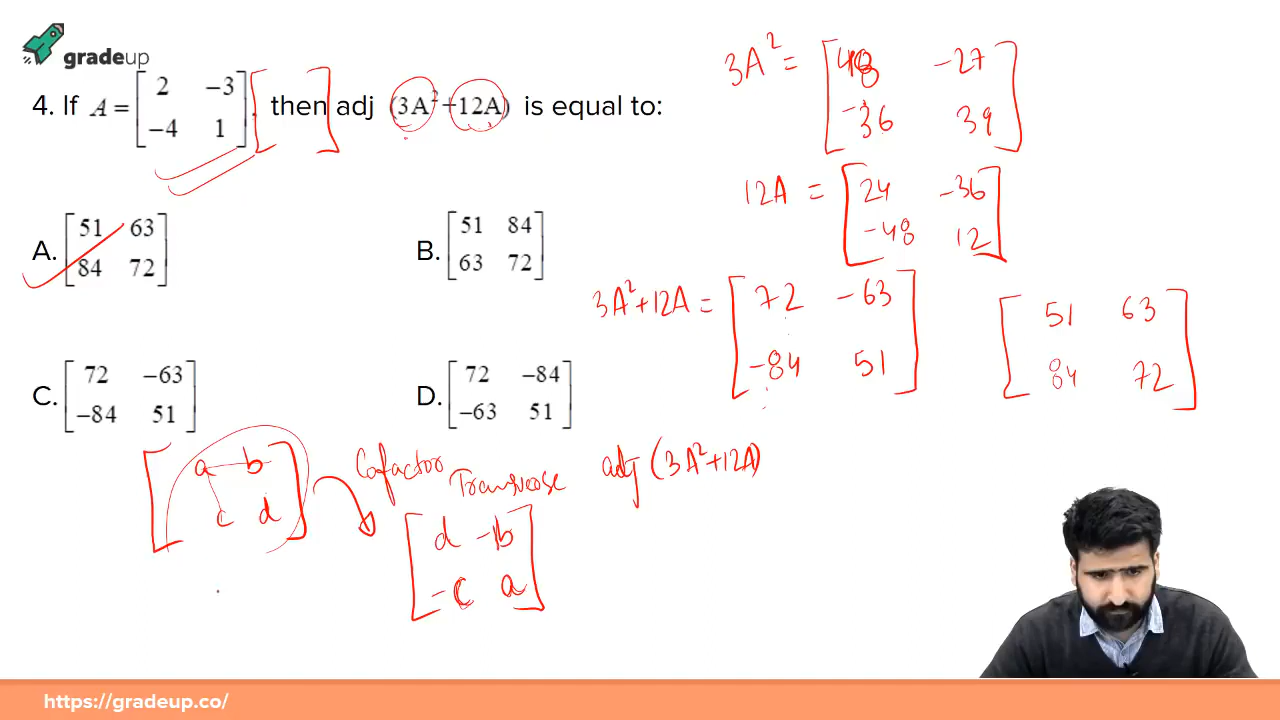 gradeup
4. If A = [2 -3; -4 1], then adj (3A²+12A) is equal to:
A. [51 63; 84 72]
B. [51 84; 63 72]
C. [72 -63; -84 51]
D. [72 -84; -63 51]
3A² = [48 -27; -36 39]
12A = [24 -36; -48 12]
3A²+12A = [72 -63; -84 51]
[51 63; 84 72]
[a b; c d]
Cofactor
Transverse
[d -b; -c a]
adj (3A²+12A)
https://gradeup.co/